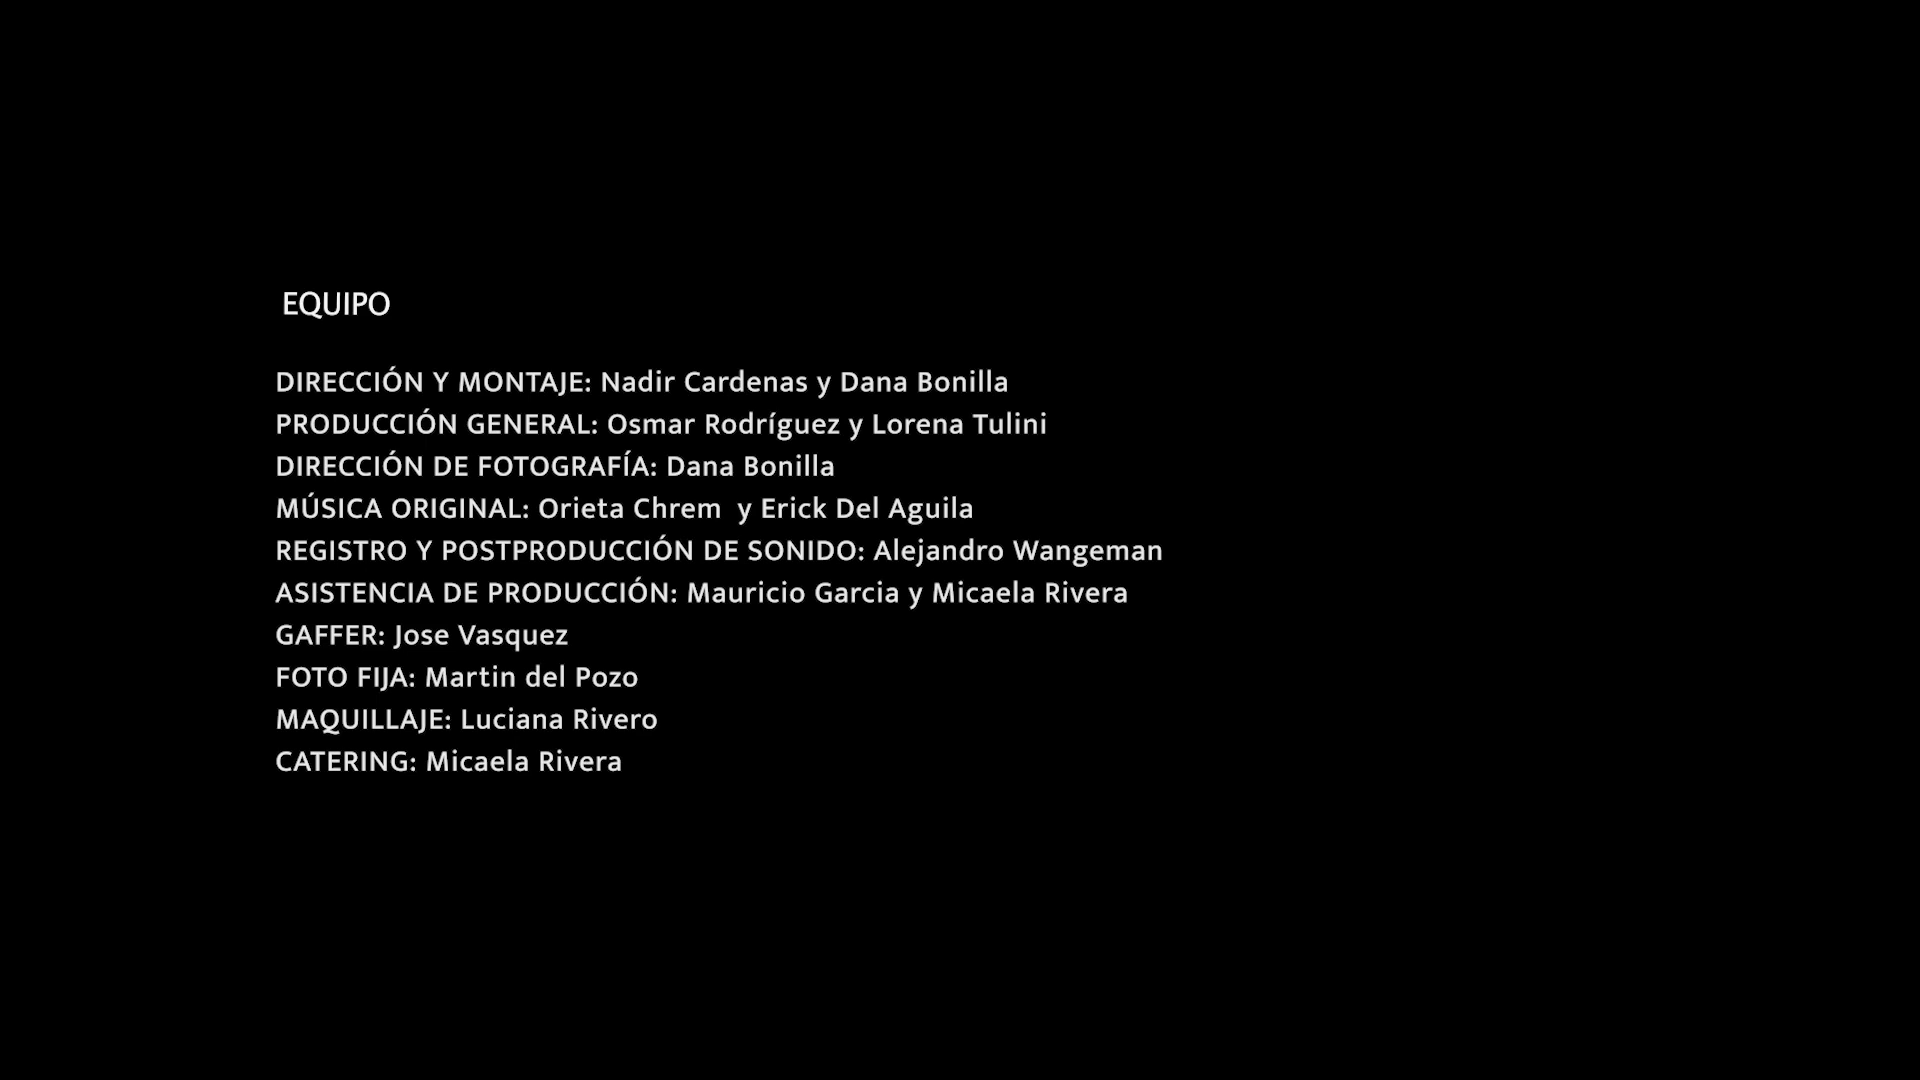 EQUIPO
DIRECCIÓN Y MONTAJE: Nadir Cardenas y Dana Bonilla
PRODUCCIÓN GENERAL: Osmar Rodríguez y Lorena Tulini
DIRECCIÓN DE FOTOGRAFÍA: Dana Bonilla
MÚSICA ORIGINAL: Orieta Chrem  y Erick Del Aguila
REGISTRO Y POSTPRODUCCIÓN DE SONIDO: Alejandro Wangeman
ASISTENCIA DE PRODUCCIÓN: Mauricio Garcia y Micaela Rivera
GAFFER: Jose Vasquez
FOTO FIJA: Martin del Pozo
MAQUILLAJE: Luciana Rivero
CATERING: Micaela Rivera